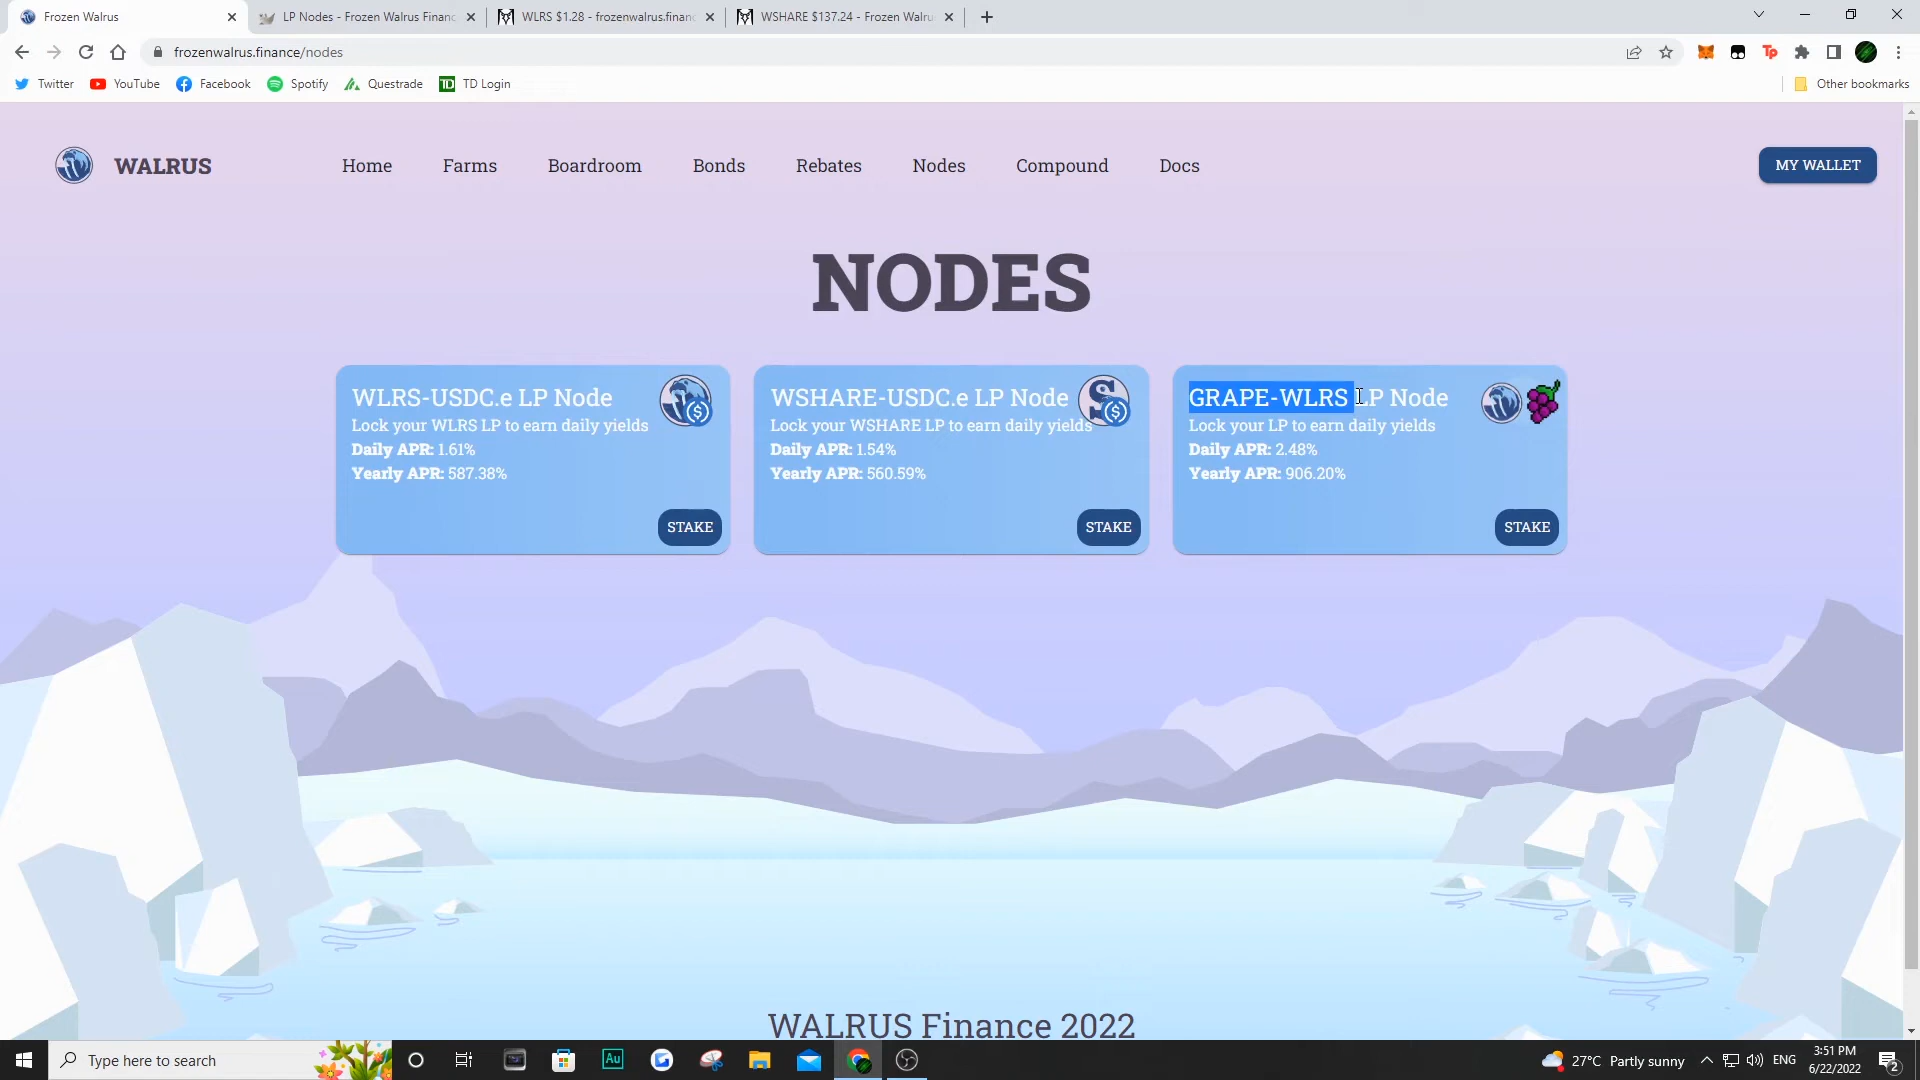 Frozen Walrus
LP Nodes - Frozen Walrus Financ
WLRS $1.28 - frozenwalrus.finan
WSHARE $137.24 - Frozen Walru
frozenwalrus.finance/nodes
Twitter
YouTube
Facebook
Spotify
Questrade
TD Login
Other bookmarks
WALRUS
Home
Farms
Boardroom
Bonds
Rebates
Nodes
Compound
Docs
MY WALLET
NODES
WLRS-USDC.e LP Node
Lock your WLRS LP to earn daily yields
Daily APR: 1.61%
Yearly APR: 587.38%
STAKE
WSHARE-USDC.e LP Node
Lock your WSHARE LP to earn daily yields
Daily APR: 1.54%
Yearly APR: 560.59%
STAKE
GRAPE-WLRS LP Node
Lock your LP to earn daily yields
Daily APR: 2.48%
Yearly APR: 906.20%
STAKE
WALRUS Finance 2022
Type here to search
Au
27°C Partly sunny
ENG
3:51 PM
6/22/2022
2